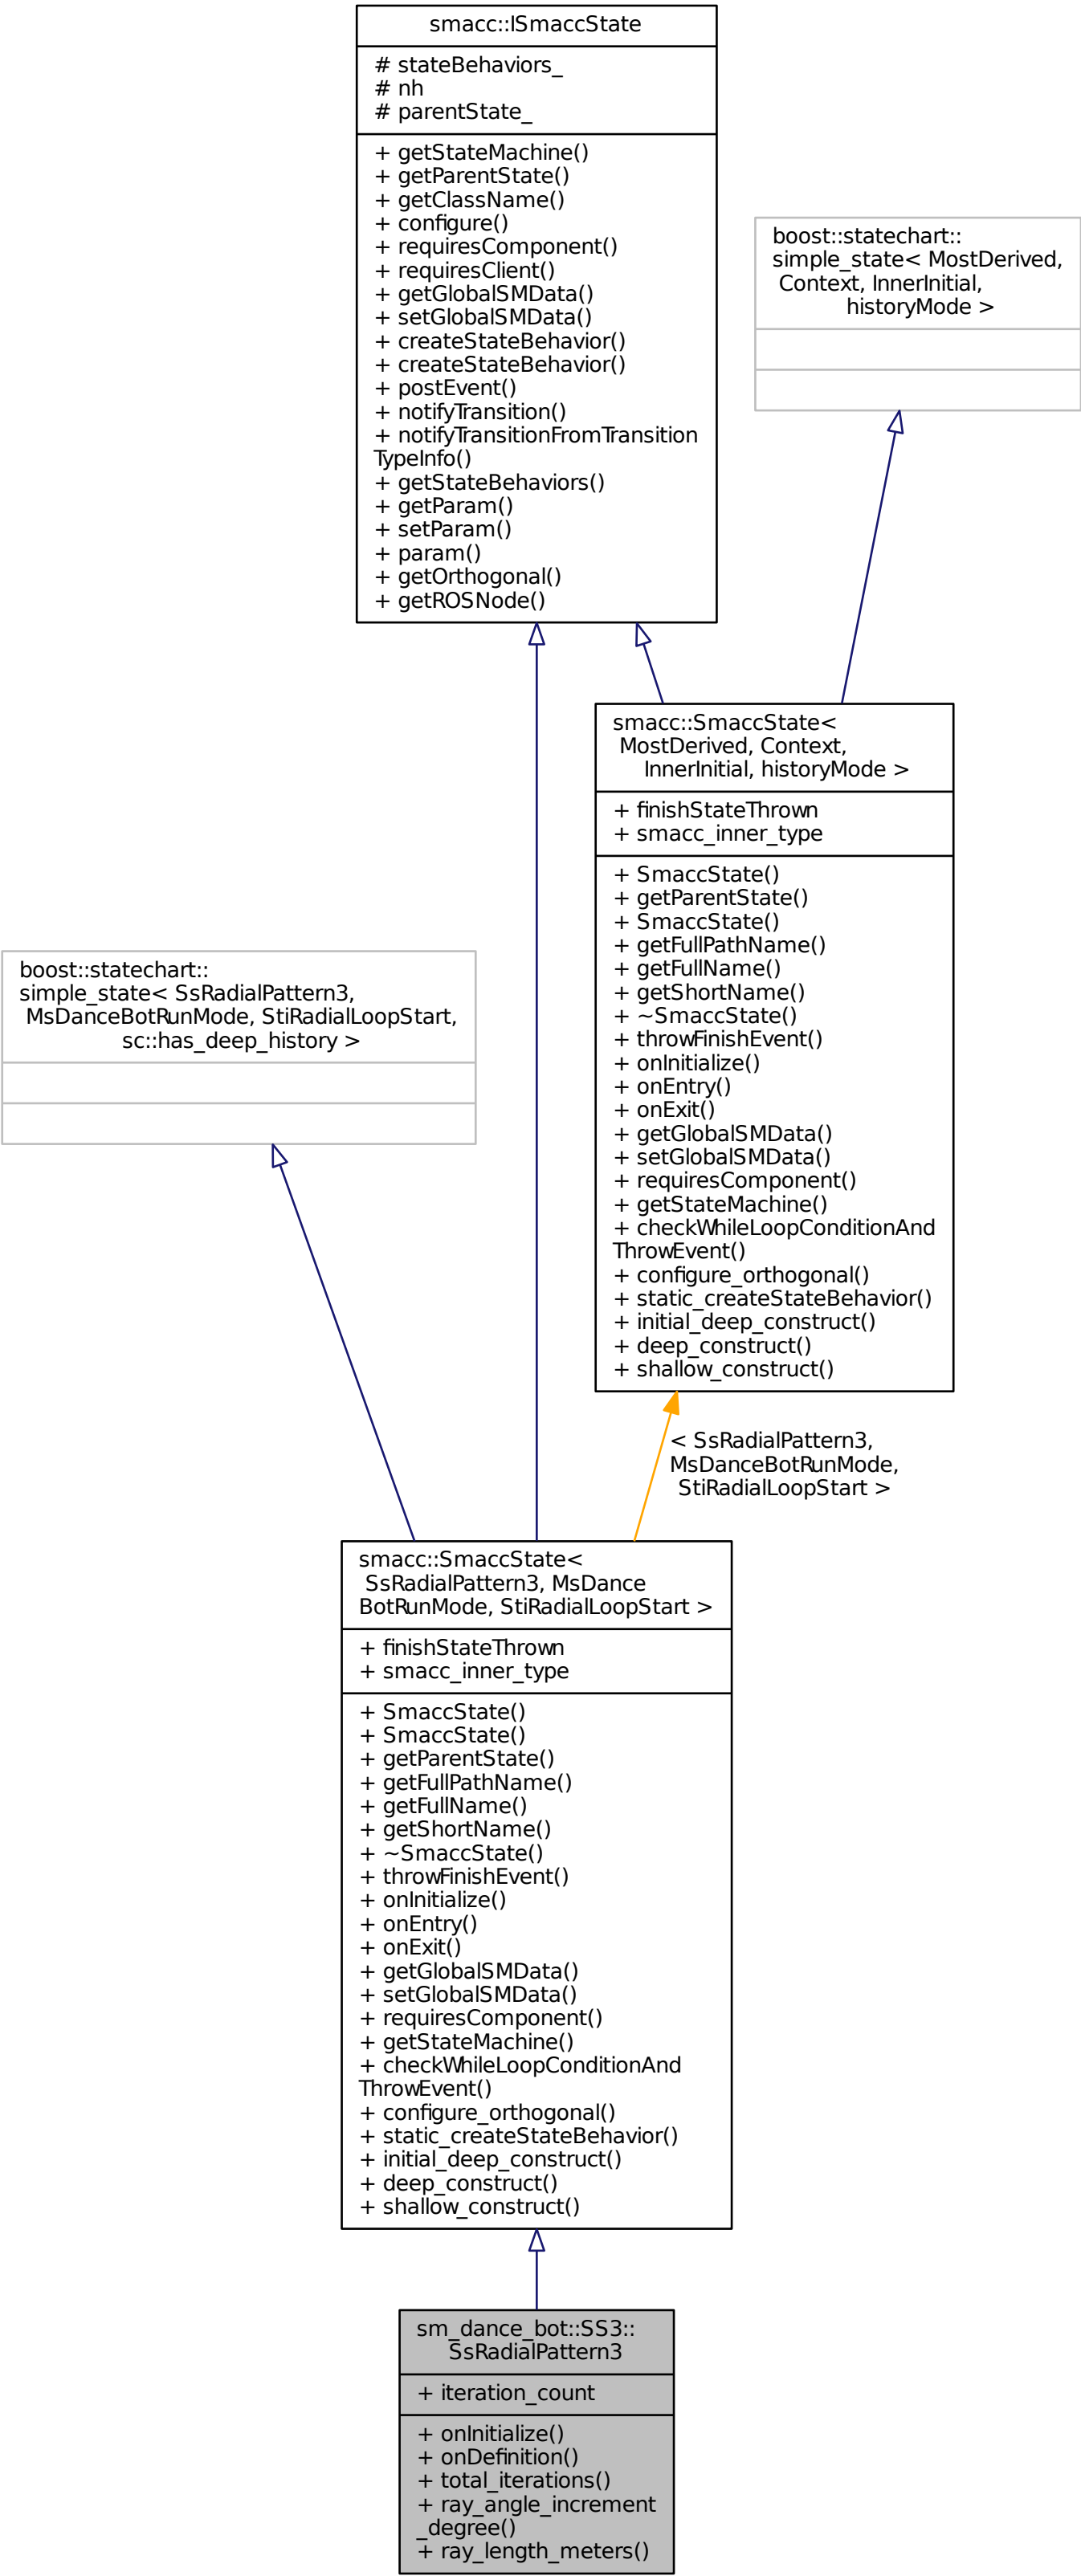 smacc::ISmaccState
# stateBehaviors_
# nh
# parentState_
+ getStateMachine()
+ getParentState()
+ getClassName()
+ configure()
+ requiresComponent()
+ requiresClient()
+ getGlobalSMData()
+ setGlobalSMData()
+ createStateBehavior()
+ createStateBehavior()
+ postEvent()
+ notifyTransition()
+ notifyTransitionFromTransition
TypeInfo()
+ getStateBehaviors()
+ getParam()
+ setParam()
+ param()
+ getOrthogonal()
+ getROSNode()
boost::statechart::
simple_state< MostDerived,
Context, InnerInitial,
historyMode >
smacc::SmaccState<
MostDerived, Context,
InnerInitial, historyMode >
+ finishStateThrown
+ smacc_inner_type
+ SmaccState()
+ getParentState()
+ SmaccState()
+ getFullPathName()
+ getFullName()
+ getShortName()
+ ~SmaccState()
+ throwFinishEvent()
+ onInitialize()
+ onEntry()
+ onExit()
+ getGlobalSMData()
+ setGlobalSMData()
+ requiresComponent()
+ getStateMachine()
+ checkWhileLoopConditionAnd
ThrowEvent()
+ configure_orthogonal()
+ static_createStateBehavior()
+ initial_deep_construct()
+ deep_construct()
+ shallow_construct()
boost::statechart::
simple_state< SsRadialPattern3,
MsDanceBotRunMode, StiRadialLoopStart,
sc::has_deep_history >
< SsRadialPattern3,
MsDanceBotRunMode,
StiRadialLoopStart >
smacc::SmaccState<
SsRadialPattern3, MsDance
BotRunMode, StiRadialLoopStart >
+ finishStateThrown
+ smacc_inner_type
+ SmaccState()
+ SmaccState()
+ getParentState()
+ getFullPathName()
+ getFullName()
+ getShortName()
+ ~SmaccState()
+ throwFinishEvent()
+ onInitialize()
+ onEntry()
+ onExit()
+ getGlobalSMData()
+ setGlobalSMData()
+ requiresComponent()
+ getStateMachine()
+ checkWhileLoopConditionAnd
ThrowEvent()
+ configure_orthogonal()
+ static_createStateBehavior()
+ initial_deep_construct()
+ deep_construct()
+ shallow_construct()
sm_dance_bot::SS3::
SsRadialPattern3
+ iteration_count
+ onInitialize()
+ onDefinition()
+ total_iterations()
+ ray_angle_increment
_degree()
+ ray_length_meters()